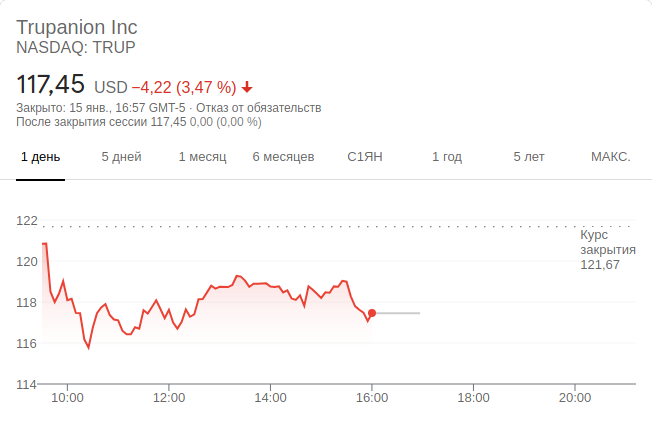 Trupanion Inc
NASDAQ: TRUP
117,45 USD −4,22 (3,47 %)
Закрыто: 15 янв., 16:57 GMT-5 · Отказ от обязательств
После закрытия сессии 117,45 0,00 (0,00 %)
1 день 5 дней 1 месяц 6 месяцев С1ЯН 1 год 5 лет МАКС.
122
Курс
закрытия
121,67
120
118
116
114
10:00 12:00 14:00 16:00 18:00 20:00